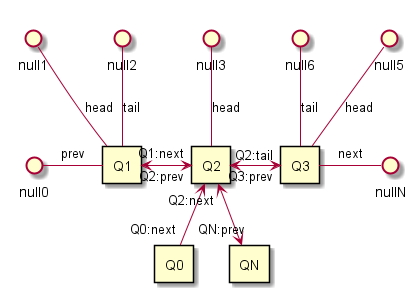 null1
null2
null3
null6
null5
head
tail
head
tail
head
prev
Q1:next
Q2:tail
next
Q1
Q2
Q3
Q2:prev
Q3:prev
null0
nullN
Q2:next
Q0:next
QN:prev
Q0
QN